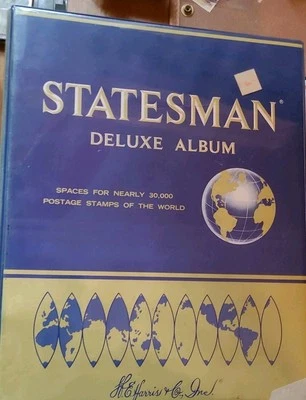 STATESMAN®
DELUXE ALBUM
SPACES FOR NEARLY 30,000
POSTAGE STAMPS OF THE WORLD
H.E. Harris & Co., Inc.